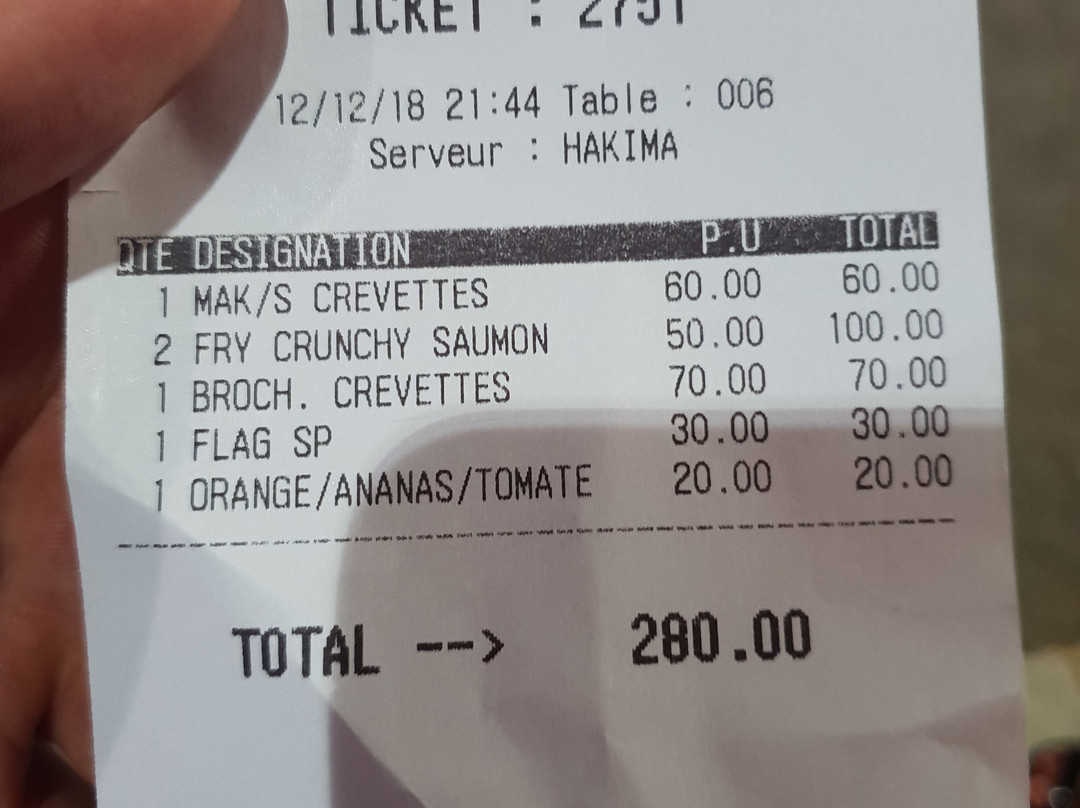 TICKET : 2751
12/12/18 21:44 Table : 006
Serveur : HAKIMA
QTE DESIGNATION P.U TOTAL
1 MAK/S CREVETTES 60.00 60.00
2 FRY CRUNCHY SAUMON 50.00 100.00
1 BROCH. CREVETTES 70.00 70.00
1 FLAG SP 30.00 30.00
1 ORANGE/ANANAS/TOMATE 20.00 20.00
TOTAL --> 280.00